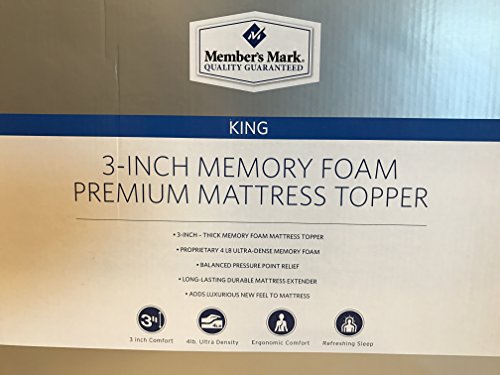 Member's Mark®
QUALITY GUARANTEED
KING
3-INCH MEMORY FOAM
PREMIUM MATTRESS TOPPER
• 3-INCH – THICK MEMORY FOAM MATTRESS TOPPER
• PROPRIETARY 4 LB ULTRA-DENSE MEMORY FOAM
• BALANCED PRESSURE POINT RELIEF
• LONG-LASTING DURABLE MATTRESS EXTENDER
• ADDS LUXURIOUS NEW FEEL TO MATTRESS
3"
3 Inch Comfort
4lb. Ultra Density
Ergonomic Comfort
Refreshing Sleep